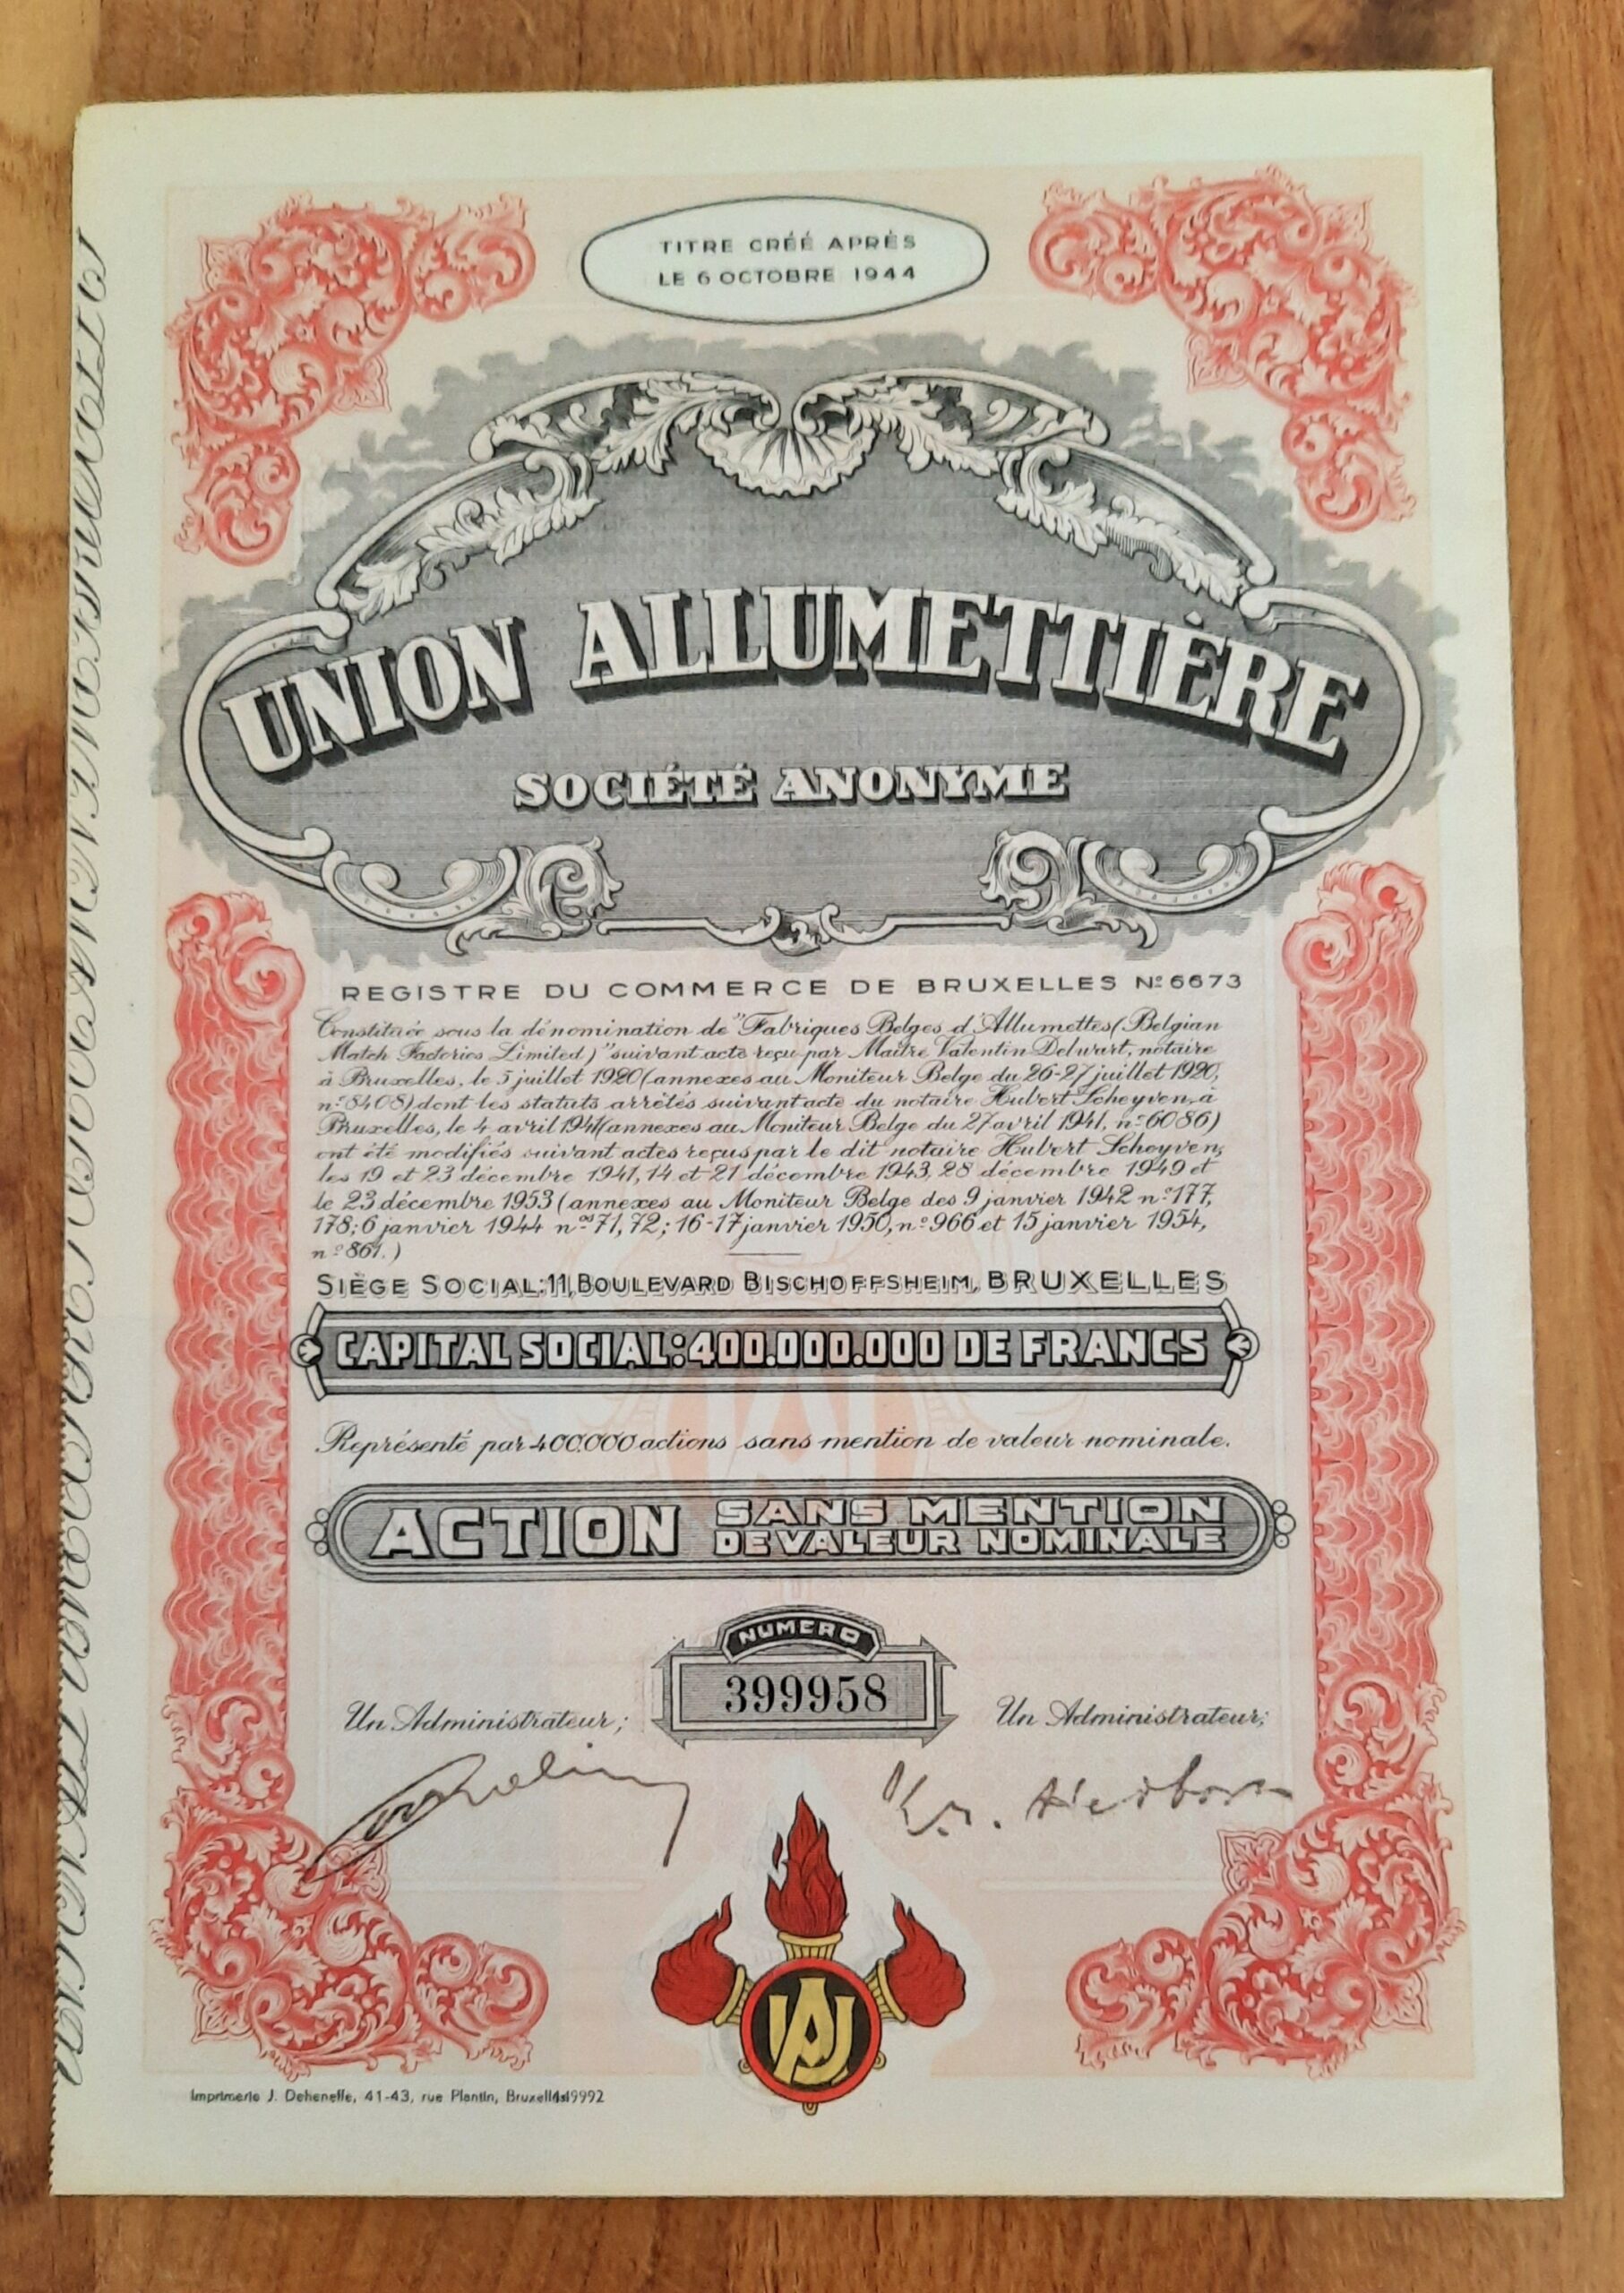 TITRE CRÉÉ APRÈS
LE 6 OCTOBRE 1944
UNION ALLUMETTIÈRE
SOCIÉTÉ ANONYME
REGISTRE DU COMMERCE DE BRUXELLES Nº 6673
Constituée sous la dénomination de "Fabriques Belges d'Allumettes (Belgian
Match Factories Limited)" suivant acte reçu par Maître Valentin Delwart, notaire
à Bruxelles, le 5 juillet 1920 (annexes au Moniteur Belge du 26-27 juillet 1920,
nº 8408) dont les statuts arrêtés suivant acte du notaire Hubert Scheyven, à
Bruxelles, le 4 avril 1941 (annexes au Moniteur Belge du 27 avril 1941, nº 6086)
ont été modifiés suivant actes reçus par le dit notaire Hubert Scheyven,
les 19 et 23 décembre 1941, 14 et 21 décembre 1943, 28 décembre 1949 et
le 23 décembre 1953 (annexes au Moniteur Belge des 9 janvier 1942 nº 177,
178; 6 janvier 1944 nos 71, 72; 16-17 janvier 1950, nº 966 et 15 janvier 1954,
nº 861.)
SIÈGE SOCIAL: 11, BOULEVARD BISCHOFFSHEIM, BRUXELLES
CAPITAL SOCIAL: 400.000.000 DE FRANCS
Représenté par 400.000 actions sans mention de valeur nominale.
ACTION SANS MENTION
DE VALEUR NOMINALE
NUMERO
399958
Un Administrateur;
Un Administrateur;
UA
Imprimerie J. Deheneffe, 41-43, rue Plantin, Bruxelles